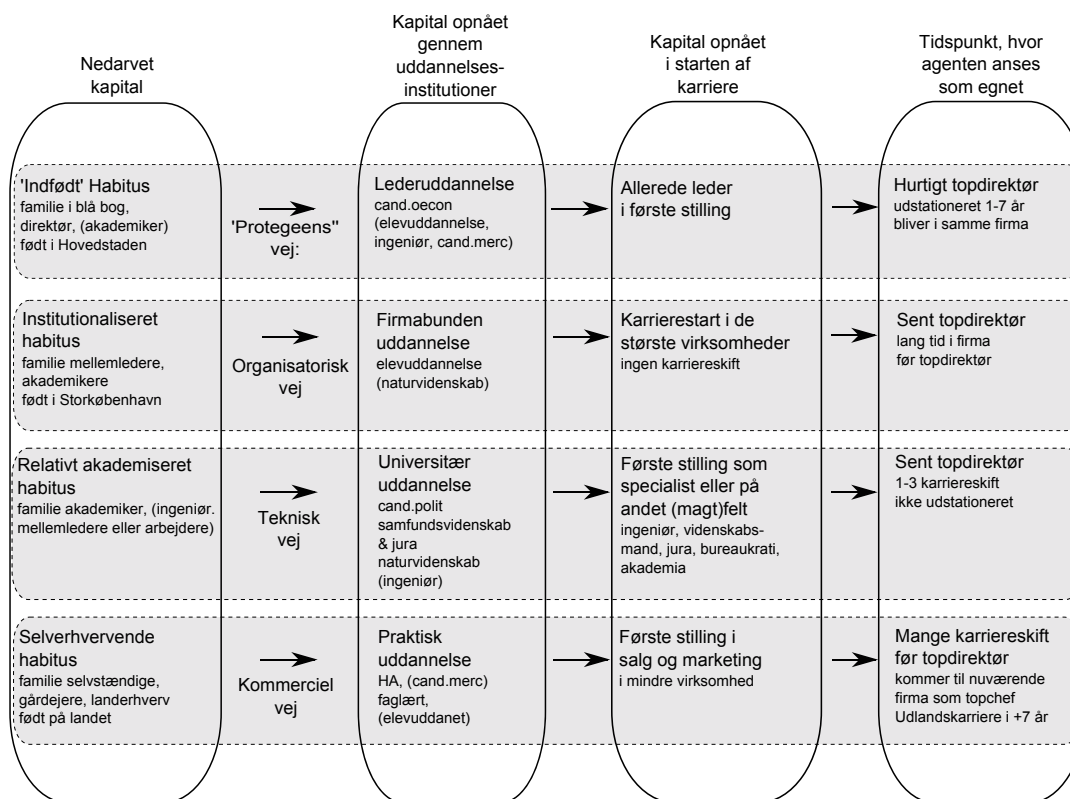 Nedarvet
kapital
Kapital opnået
gennem
uddannelses-
institutioner
Kapital opnået
i starten af
karriere
Tidspunkt, hvor
agenten anses
som egnet
'Indfødt' Habitus
familie i blå bog,
direktør, (akademiker)
født i Hovedstaden
'Protegeens"
vej:
Lederuddannelse
cand.oecon
(elevuddannelse,
ingeniør, cand.merc)
Allerede leder
i første stilling
Hurtigt topdirektør
udstationeret 1-7 år
bliver i samme firma
Institutionaliseret
habitus
familie mellemledere,
akademikere
født i Storkøbenhavn
Organisatorisk
vej
Firmabunden
uddannelse
elevuddannelse
(naturvidenskab)
Karrierestart i de
største virksomheder
ingen karriereskift
Sent topdirektør
lang tid i firma
før topdirektør
Relativt akademiseret
habitus
familie akademiker, (ingeniør.
mellemledere eller arbejdere)
Teknisk
vej
Universitær
uddannelse
cand.polit
samfundsvidenskab
& jura
naturvidenskab
(ingeniør)
Første stilling som
specialist eller på
andet (magt)felt
ingeniør, videnskabs-
mand, jura, bureaukrati,
akademia
Sent topdirektør
1-3 karriereskift
ikke udstationeret
Selverhvervende
habitus
familie selvstændige,
gårdejere, landerhverv
født på landet
Kommerciel
vej
Praktisk
uddannelse
HA, (cand.merc)
faglært,
(elevuddanet)
Første stilling i
salg og marketing
i mindre virksomhed
Mange karriereskift
før topdirektør
kommer til nuværende
firma som topchef
Udlandskarriere i +7 år